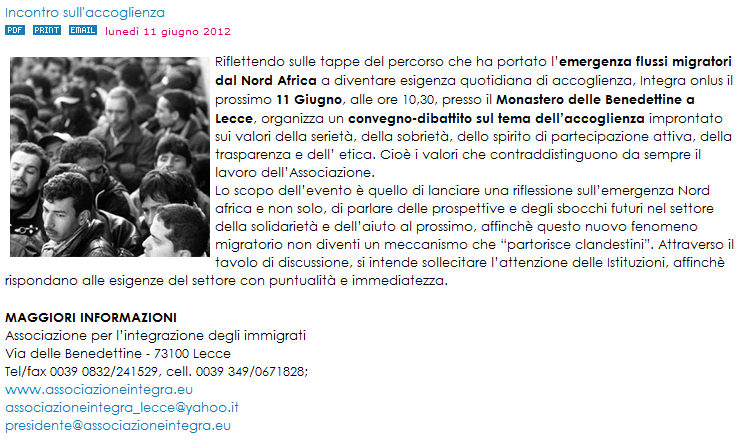 Incontro sull'accoglienza
PDF PRINT EMAIL lunedì 11 giugno 2012
Riflettendo sulle tappe del percorso che ha portato l'emergenza flussi migratori
dal Nord Africa a diventare esigenza quotidiana di accoglienza, Integra onlus il
prossimo 11 Giugno, alle ore 10,30, presso il Monastero delle Benedettine a
Lecce, organizza un convegno-dibattito sul tema dell'accoglienza improntato
sui valori della serietà, della sobrietà, dello spirito di partecipazione attiva, della
trasparenza e dell' etica. Cioè i valori che contraddistinguono da sempre il
lavoro dell'Associazione.
Lo scopo dell'evento è quello di lanciare una riflessione sull'emergenza Nord
africa e non solo, di parlare delle prospettive e degli sbocchi futuri nel settore
della solidarietà e dell'aiuto al prossimo, affinchè questo nuovo fenomeno
migratorio non diventi un meccanismo che "partorisce clandestini". Attraverso il
tavolo di discussione, si intende sollecitare l'attenzione delle Istituzioni, affinchè
rispondano alle esigenze del settore con puntualità e immediatezza.
MAGGIORI INFORMAZIONI
Associazione per l'integrazione degli immigrati
Via delle Benedettine - 73100 Lecce
Tel/fax 0039 0832/241529, cell. 0039 349/0671828;
www.associazioneintegra.eu
associazioneintegra_lecce@yahoo.it
presidente@associazioneintegra.eu